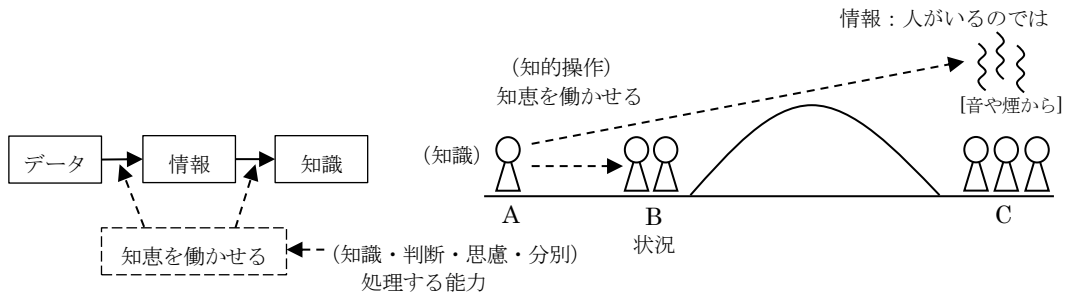 データ
情報
知識
知恵を働かせる
(知識・判断・思慮・分別)
処理する能力
情報：人がいるのでは
(知的操作)
知恵を働かせる
[音や煙から]
(知識)
A
B
C
状況